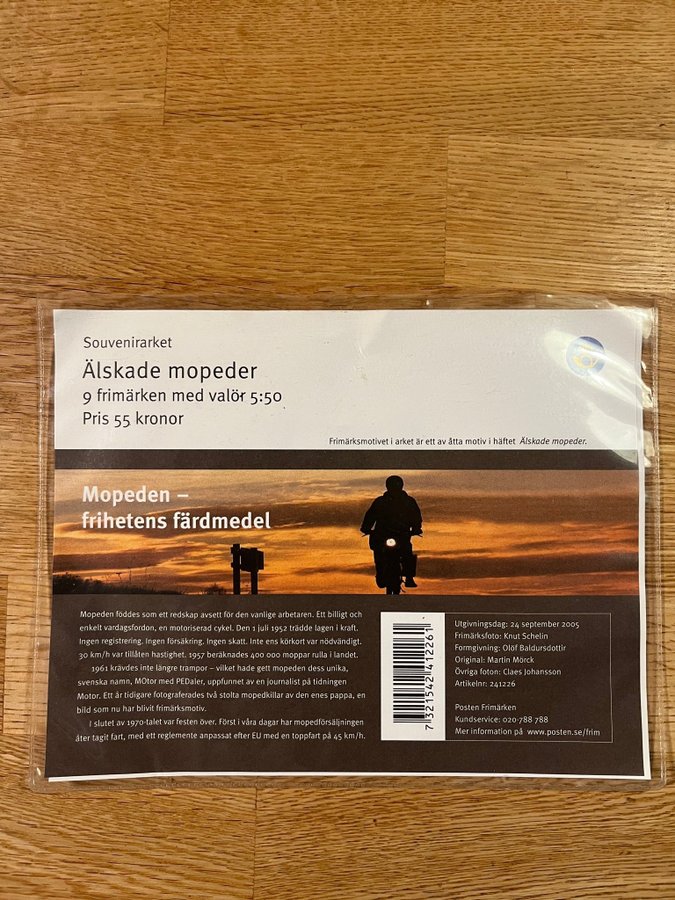 Souvenirarket
Älskade mopeder
9 frimärken med valör 5:50
Pris 55 kronor
Frimärksmotivet i arket är ett av åtta motiv i häftet Älskade mopeder.
Mopeden –
frihetens färdmedel
Mopeden föddes som ett redskap avsett för den vanlige arbetaren. Ett billigt och
enkelt vardagsfordon, en motoriserad cykel. Den 1 juli 1952 trädde lagen i kraft.
Ingen registrering. Ingen försäkring. Ingen skatt. Inte ens körkort var nödvändigt.
30 km/h var tillåten hastighet. 1957 beräknades 400 000 moppar rulla i landet.
1961 krävdes inte längre trampor – vilket hade gett mopeden dess unika,
svenska namn, MOtor med PEDaler, uppfunnet av en journalist på tidningen
Motor. Ett år tidigare fotograferades två stolta mopedkillar av den enes pappa, en
bild som nu har blivit frimärksmotiv.
I slutet av 1970-talet var festen över. Först i våra dagar har mopedförsäljningen
åter tagit fart, med ett reglemente anpassat efter EU med en toppfart på 45 km/h.
7 321542 412261
Utgivningsdag: 24 september 2005
Frimärksfoto: Knut Schelin
Formgivning: Olöf Baldursdottir
Original: Martin Mörck
Övriga foton: Claes Johansson
Artikelnr: 241226
Posten Frimärken
Kundservice: 020-788 788
Mer information på www.posten.se/frim